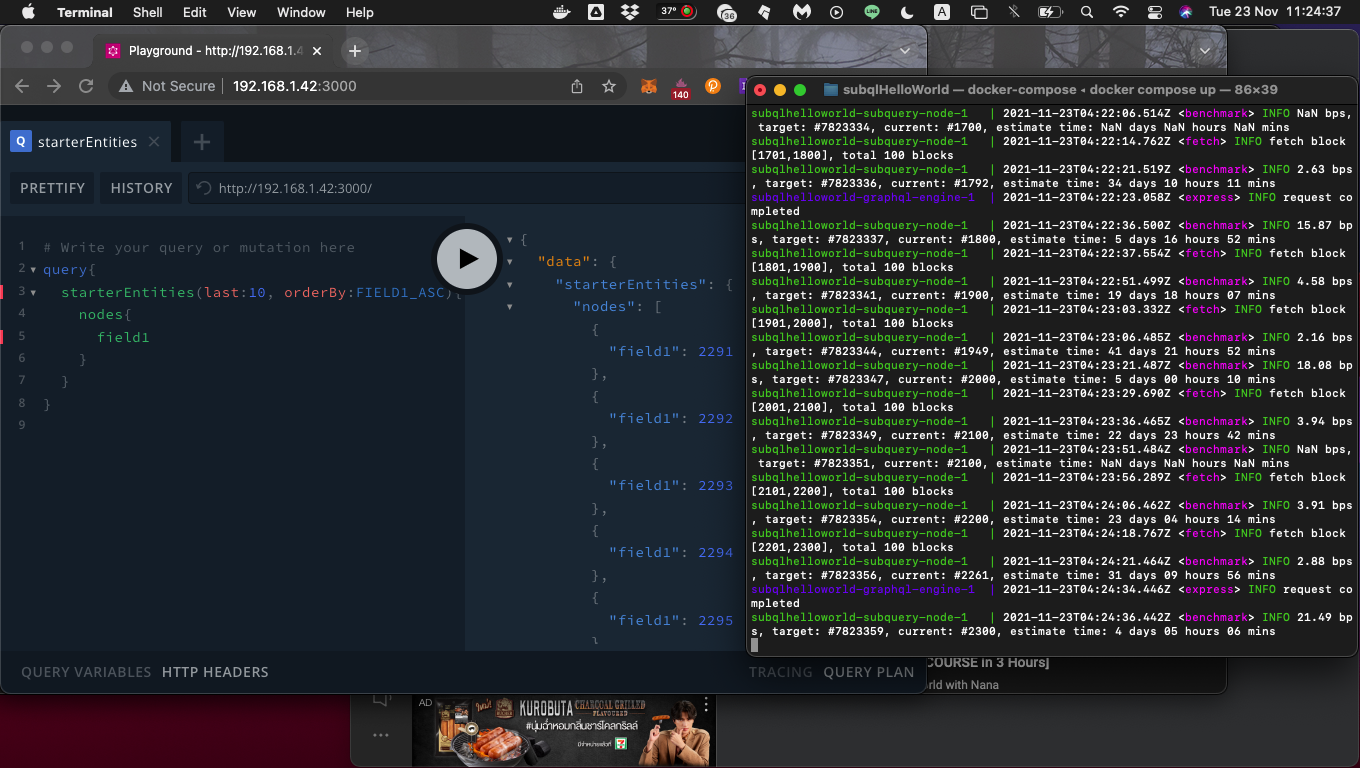 Terminal Shell Edit View Window Help
37° 36 A Tue 23 Nov 11:24:37
Playground - http://192.168.1.4
Not Secure 192.168.1.42:3000
140
Q starterEntities
PRETTIFY HISTORY http://192.168.1.42:3000/
1 # Write your query or mutation here
2 query{
3 starterEntities(last:10, orderBy:FIELD1_ASC){
4 nodes{
5 field1
6 }
7 }
8 }
9
{
"data": {
"starterEntities": {
"nodes": [
{
"field1": 2291
},
{
"field1": 2292
},
{
"field1": 2293
},
{
"field1": 2294
},
{
"field1": 2295
}
QUERY VARIABLES HTTP HEADERS
TRACING QUERY PLAN
subqlHelloWorld — docker-compose ◂ docker compose up — 86×39
subqlhelloworld-subquery-node-1 | 2021-11-23T04:22:06.514Z <benchmark> INFO NaN bps,
target: #7823334, current: #1700, estimate time: NaN days NaN hours NaN mins
subqlhelloworld-subquery-node-1 | 2021-11-23T04:22:14.762Z <fetch> INFO fetch block
[1701,1800], total 100 blocks
subqlhelloworld-subquery-node-1 | 2021-11-23T04:22:21.519Z <benchmark> INFO 2.63 bps
, target: #7823336, current: #1792, estimate time: 34 days 10 hours 11 mins
subqlhelloworld-graphql-engine-1 | 2021-11-23T04:22:23.058Z <express> INFO request co
mpleted
subqlhelloworld-subquery-node-1 | 2021-11-23T04:22:36.500Z <benchmark> INFO 15.87 bp
s, target: #7823337, current: #1800, estimate time: 5 days 16 hours 52 mins
subqlhelloworld-subquery-node-1 | 2021-11-23T04:22:37.554Z <fetch> INFO fetch block
[1801,1900], total 100 blocks
subqlhelloworld-subquery-node-1 | 2021-11-23T04:22:51.499Z <benchmark> INFO 4.58 bps
, target: #7823341, current: #1900, estimate time: 19 days 18 hours 07 mins
subqlhelloworld-subquery-node-1 | 2021-11-23T04:23:03.332Z <fetch> INFO fetch block
[1901,2000], total 100 blocks
subqlhelloworld-subquery-node-1 | 2021-11-23T04:23:06.485Z <benchmark> INFO 2.16 bps
, target: #7823344, current: #1949, estimate time: 41 days 21 hours 52 mins
subqlhelloworld-subquery-node-1 | 2021-11-23T04:23:21.487Z <benchmark> INFO 18.08 bp
s, target: #7823347, current: #2000, estimate time: 5 days 00 hours 10 mins
subqlhelloworld-subquery-node-1 | 2021-11-23T04:23:29.690Z <fetch> INFO fetch block
[2001,2100], total 100 blocks
subqlhelloworld-subquery-node-1 | 2021-11-23T04:23:36.465Z <benchmark> INFO 3.94 bps
, target: #7823349, current: #2100, estimate time: 22 days 23 hours 42 mins
subqlhelloworld-subquery-node-1 | 2021-11-23T04:23:51.484Z <benchmark> INFO NaN bps,
target: #7823351, current: #2100, estimate time: NaN days NaN hours NaN mins
subqlhelloworld-subquery-node-1 | 2021-11-23T04:23:56.289Z <fetch> INFO fetch block
[2101,2200], total 100 blocks
subqlhelloworld-subquery-node-1 | 2021-11-23T04:24:06.462Z <benchmark> INFO 3.91 bps
, target: #7823354, current: #2200, estimate time: 23 days 04 hours 14 mins
subqlhelloworld-subquery-node-1 | 2021-11-23T04:24:18.767Z <fetch> INFO fetch block
[2201,2300], total 100 blocks
subqlhelloworld-subquery-node-1 | 2021-11-23T04:24:21.464Z <benchmark> INFO 2.88 bps
, target: #7823356, current: #2261, estimate time: 31 days 09 hours 56 mins
subqlhelloworld-graphql-engine-1 | 2021-11-23T04:24:34.446Z <express> INFO request co
mpleted
subqlhelloworld-subquery-node-1 | 2021-11-23T04:24:36.442Z <benchmark> INFO 21.49 bp
s, target: #7823359, current: #2300, estimate time: 4 days 05 hours 06 mins
COURSE in 3 Hours]
rld with Nana
AD
ใหม่! KUROBUTA CHARCOAL GRILLED
FLAVOURED
#นุ่มฉ่ำหอมกลิ่นชาร์โคลกริลล์
มีจำหน่ายแล้วที่ 7